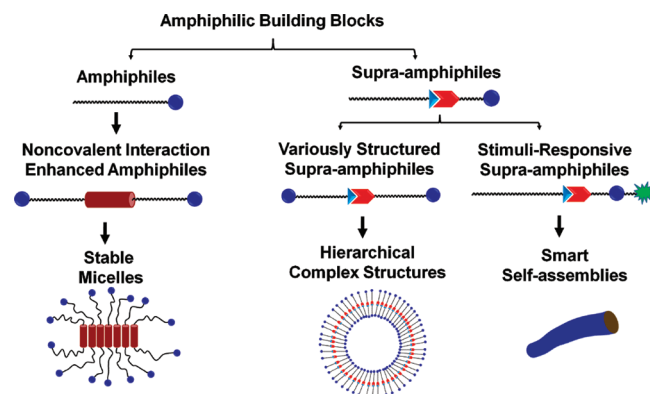 Amphiphilic Building Blocks
Amphiphiles
Supra-amphiphiles
Noncovalent Interaction
Enhanced Amphiphiles
Variously Structured
Supra-amphiphiles
Stimuli-Responsive
Supra-amphiphiles
Stable
Micelles
Hierarchical
Complex Structures
Smart
Self-assemblies